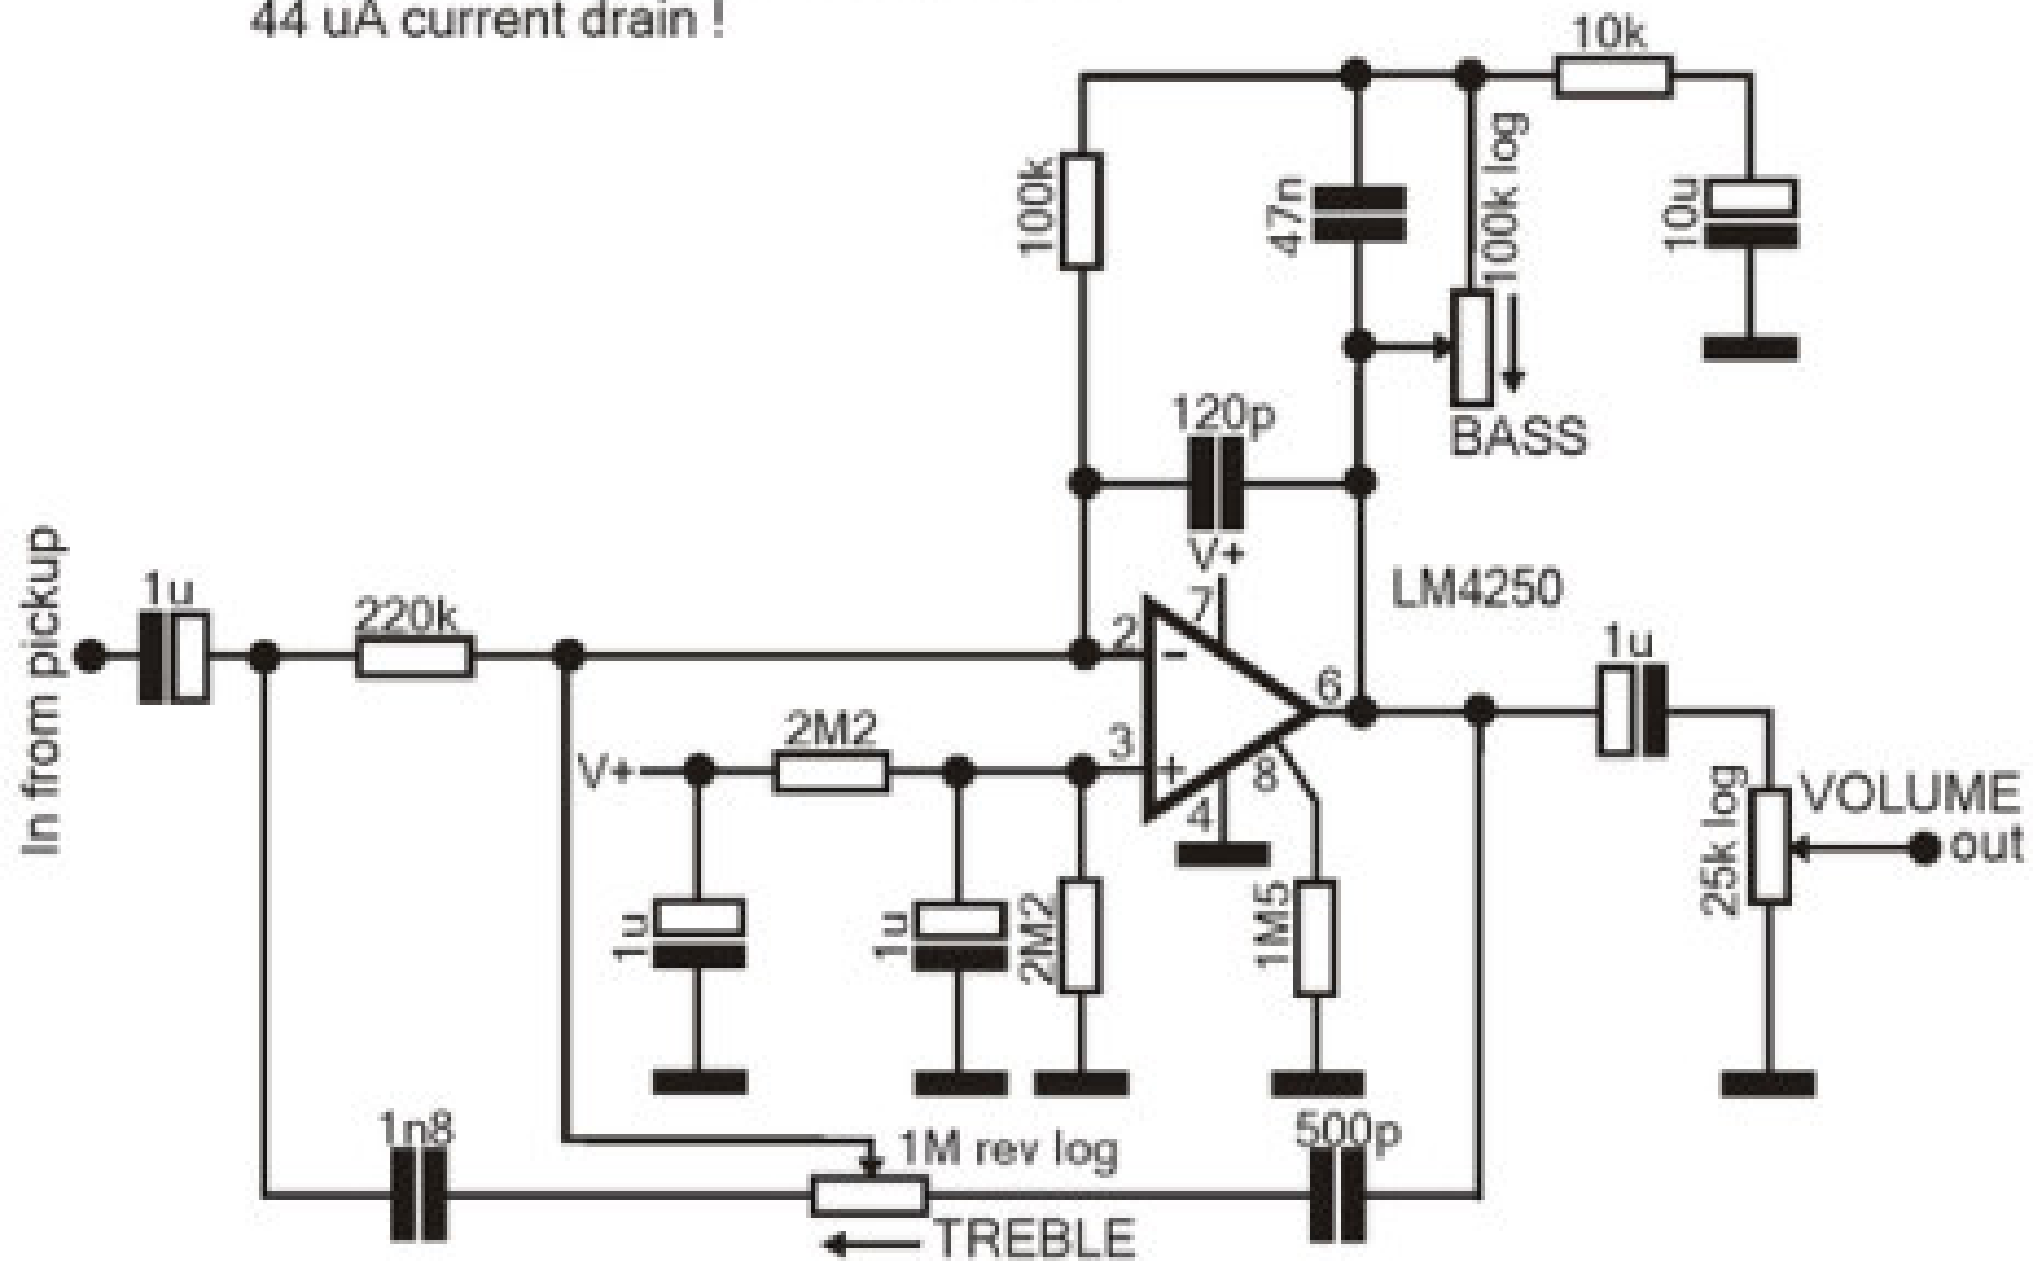 44 uA current drain !
10k
100k
47n
100k log
10u
BASS
120p
V+
7
LM4250
In from pickup
1u
220k
2
-
6
1u
2M2
3
V+
+
8
4
VOLUME
out
25k log
1u
1u
2M2
1M5
1n8
1M rev log
500p
TREBLE